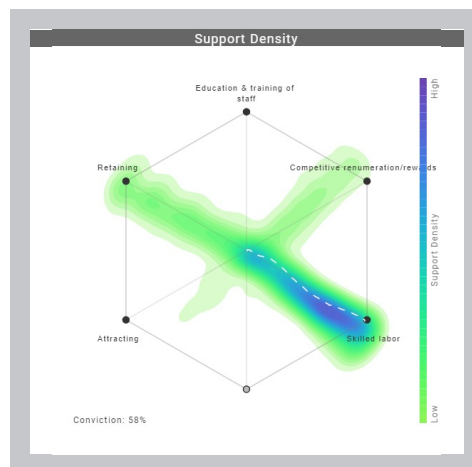 Support Density
Education & training of
staff
Retaining
Competitive renumeration/rewards
High
Support Density
Low
Attracting
Skilled labor
Conviction: 58%